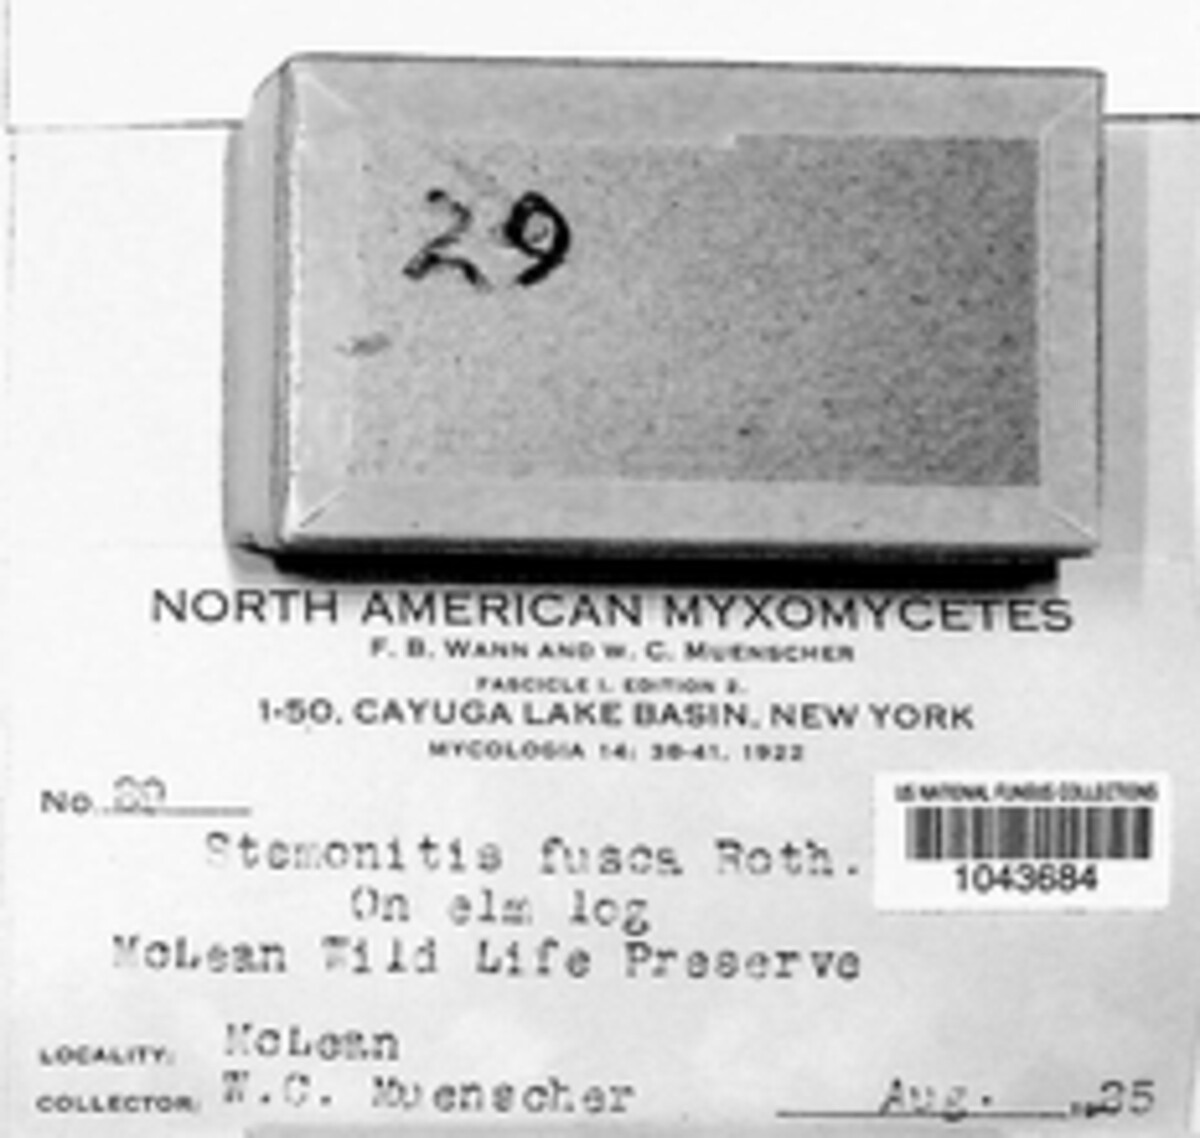 29
NORTH AMERICAN MYXOMYCETES
F. B. WANN AND W. C. MUENSCHER
FASCICLE 1. EDITION 2.
1-50. CAYUGA LAKE BASIN, NEW YORK
MYCOLOGIA 14: 38-41. 1922
No. 29
US NATIONAL FUNGUS COLLECTIONS
1043684
Stemonitis fusca Roth.
On elm log
McLean Wild Life Preserve
LOCALITY: McLean
COLLECTOR: W.C. Muenscher Aug. 35